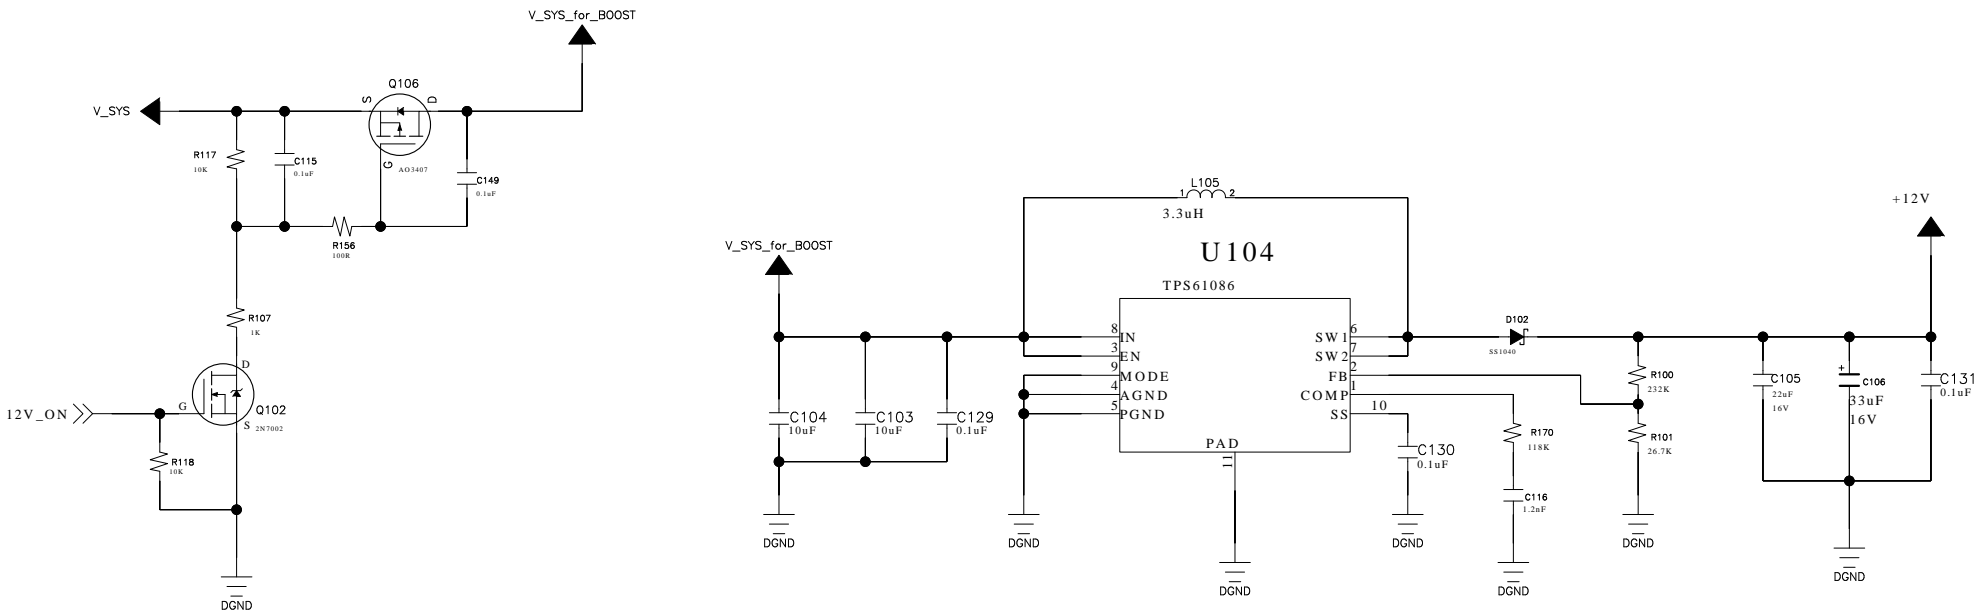 V_SYS_for_BOOST
Q106
S
D
G
AO3407
V_SYS
R117
10K
C115
0.1uF
C149
0.1uF
R156
100R
R107
1K
D
G
S
Q102
2N7002
12V_ON
R118
10K
DGND
V_SYS_for_BOOST
C104
10uF
C103
10uF
C129
0.1uF
DGND
DGND
1
L105
2
3.3uH
U104
TPS61086
8
IN
3
EN
9
MODE
4
AGND
5
PGND
PAD
11
SW1
6
SW2
7
FB
2
COMP
1
SS
10
DGND
C130
0.1uF
DGND
R170
118K
C116
1.2nF
DGND
D102
SS1040
R100
232K
R101
26.7K
DGND
C105
22uF
16V
+
C106
33uF
16V
C131
0.1uF
DGND
+12V